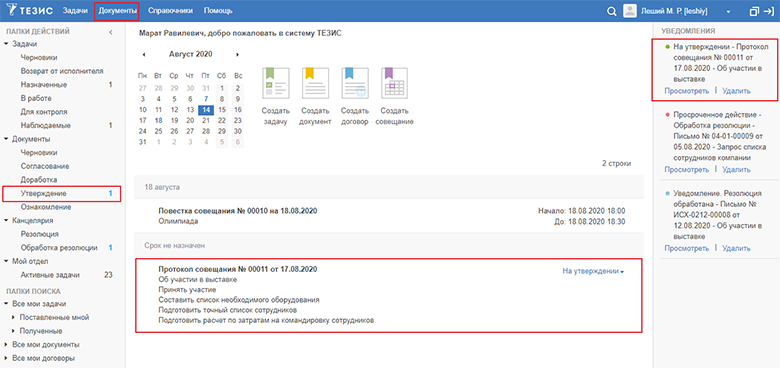 ТЕЗИС Задачи Документы Справочники Помощь Леший М. Р. [leshiy]
ПАПКИ ДЕЙСТВИЙ
Задачи
Черновики
Возврат от исполнителя
Назначенные 1
В работе
Для контроля
Наблюдаемые 1
Документы
Черновики
Согласование
Доработка
Утверждение 1
Ознакомление
Канцелярия
Резолюция
Обработка резолюции 1
Мой отдел
Активные задачи 23
ПАПКИ ПОИСКА
Все мои задачи
Поставленные мной
Полученные
Все мои документы
Все мои договоры
Марат Равилевич, добро пожаловать в систему ТЕЗИС
Август 2020
Пн Вт Ср Чт Пт Сб Вс
27 28 29 30 31 1 2
3 4 5 6 7 8 9
10 11 12 13 14 15 16
17 18 19 20 21 22 23
24 25 26 27 28 29 30
31 1 2 3 4 5 6
Создать
задачу
Создать
документ
Создать
договор
Создать
совещание
2 строки
18 августа
Повестка совещания № 00010 на 18.08.2020 Начало: 18.08.2020 18:00
Олимпиада До: 18.08.2020 18:30
Срок не назначен
Протокол совещания № 00011 от 17.08.2020 На утверждении
Об участии в выставке
Принять участие
Составить список необходимого оборудования
Подготовить точный список сотрудников
Подготовить расчет по затратам на командировку сотрудников
УВЕДОМЛЕНИЯ
На утверждении - Протокол
совещания № 00011 от
17.08.2020 - Об участии в
выставке
Просмотреть | Удалить
Просроченное действие -
Обработка резолюции -
Письмо № 04-01-00009 от
05.08.2020 - Запрос списка
сотрудников компании
Просмотреть | Удалить
Уведомление. Резолюция
обработана - Письмо №
ИСХ-0212-00008 от
12.08.2020 - Об участии в
выставке
Просмотреть | Удалить